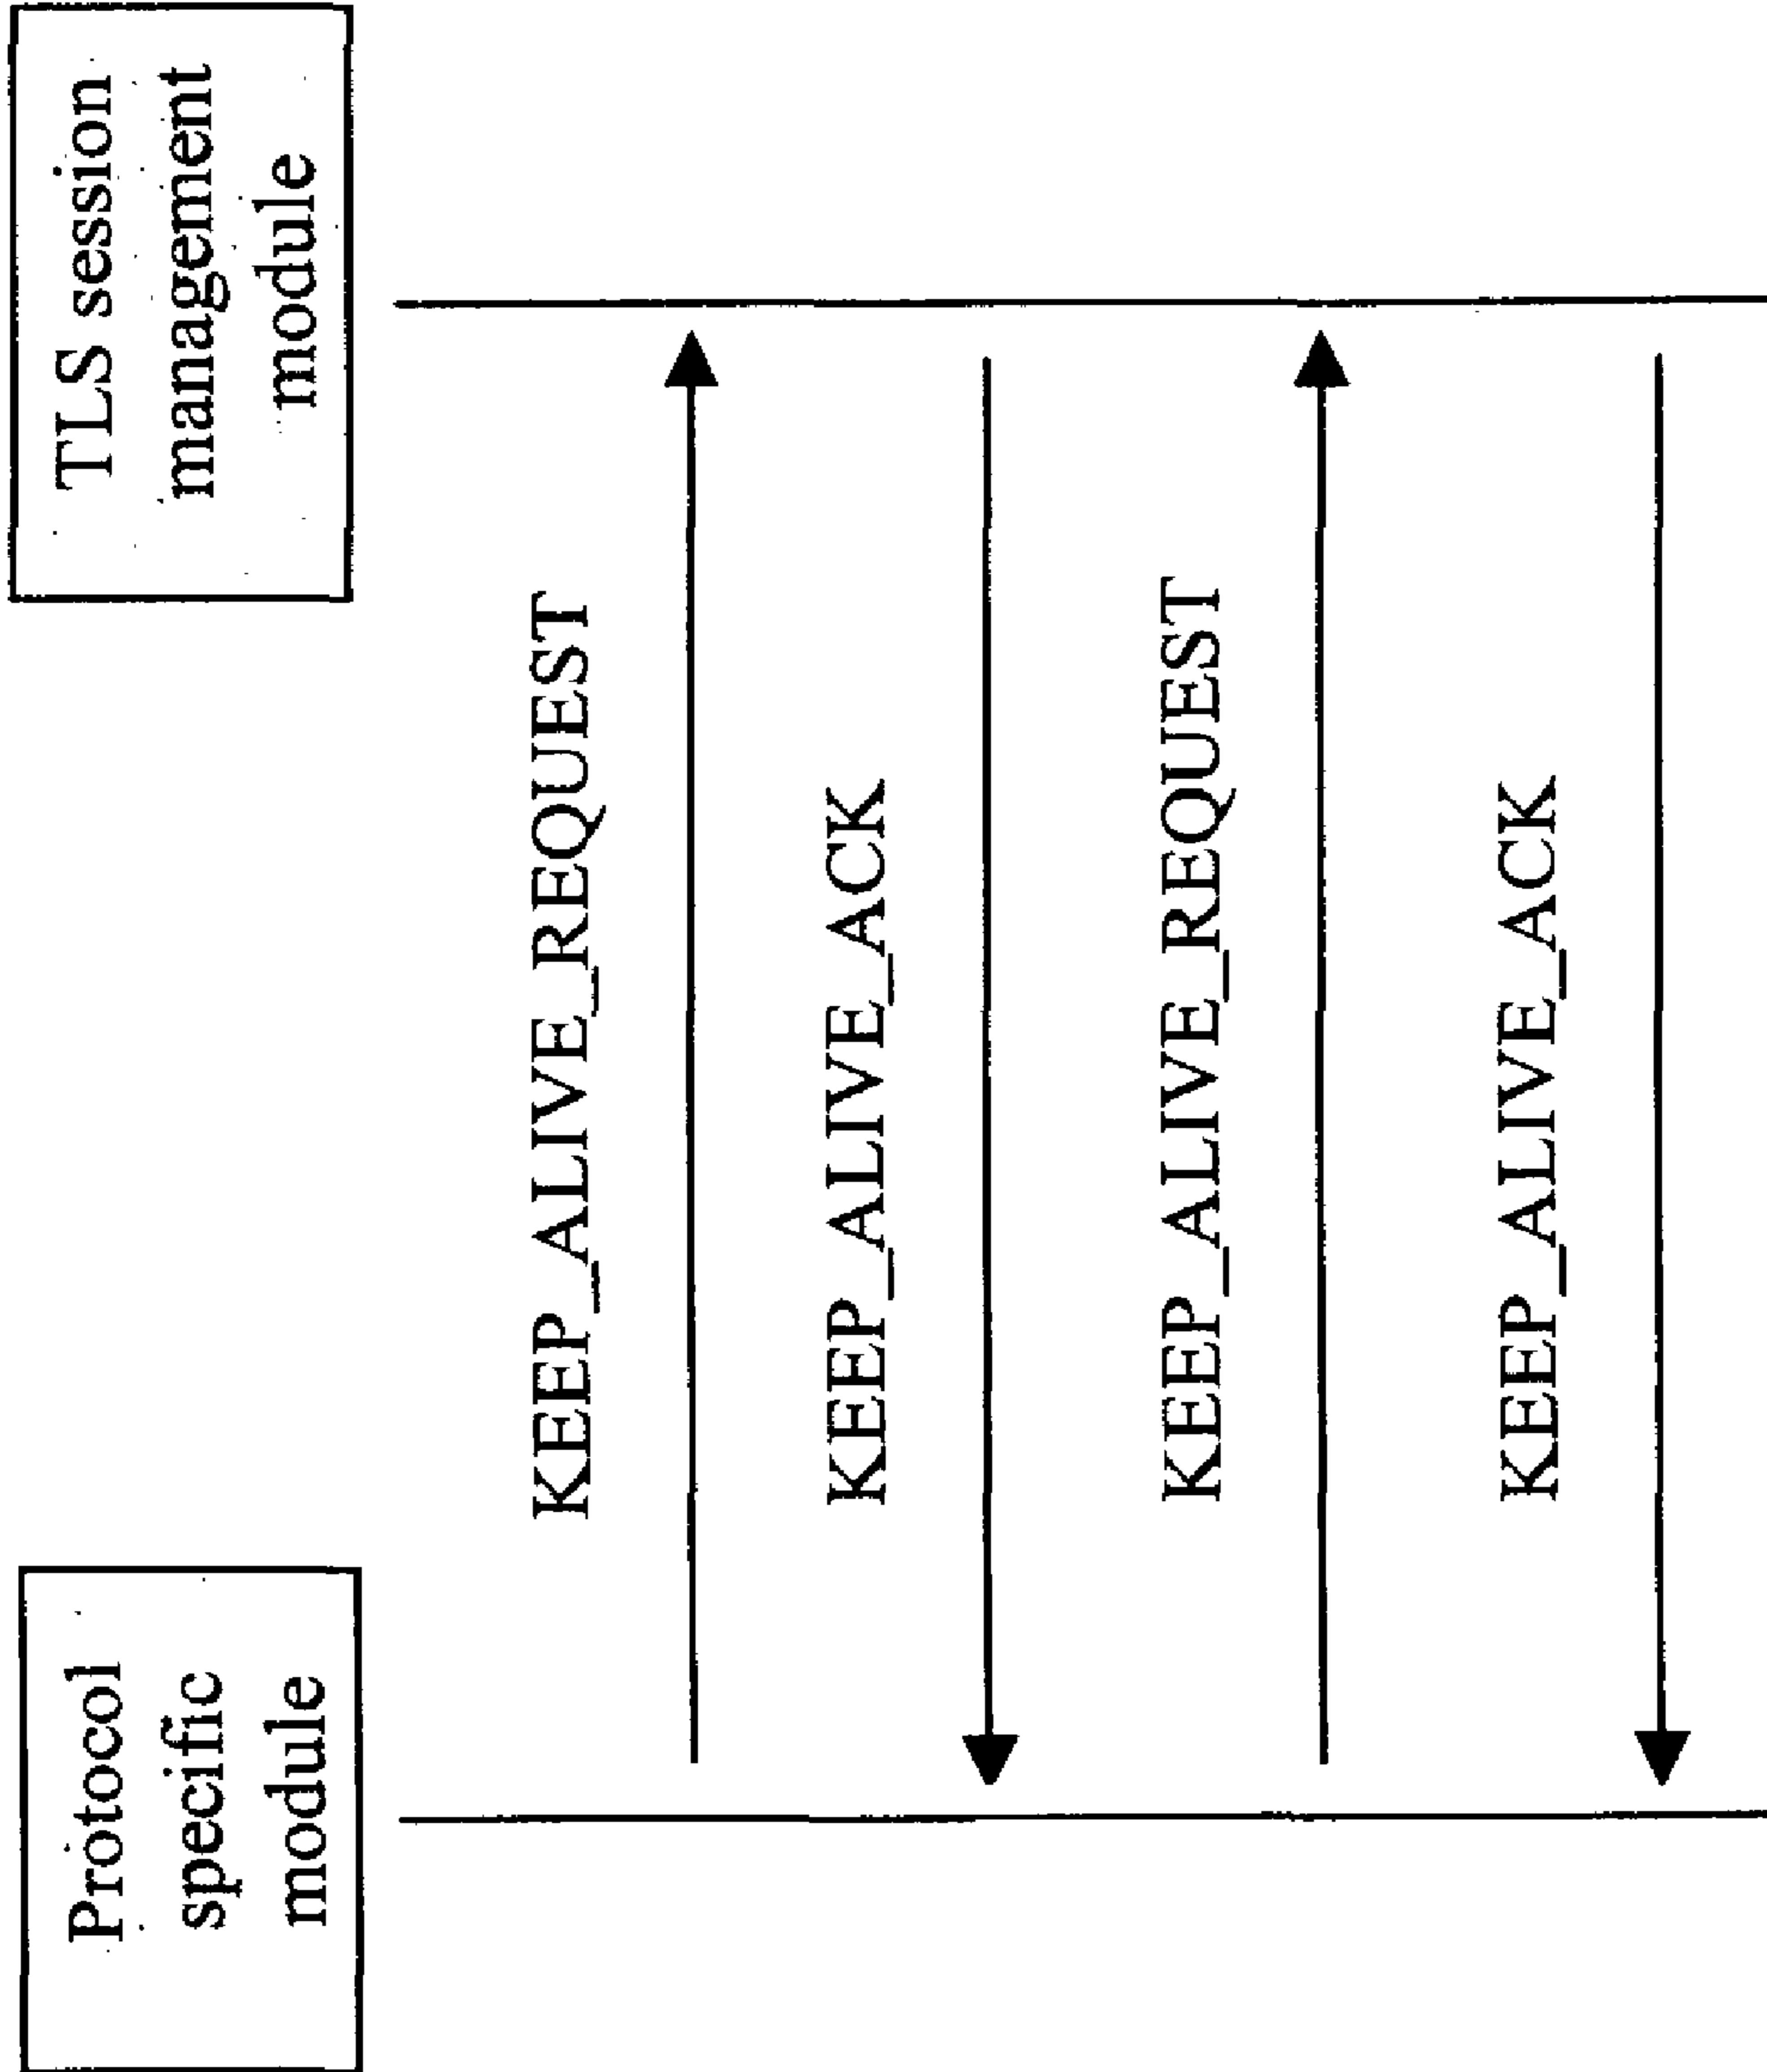 Protocol
specific
module
TLS session
management
module
KEEP_ALIVE_REQUEST
KEEP_ALIVE_ACK
KEEP_ALIVE_REQUEST
KEEP_ALIVE_ACK